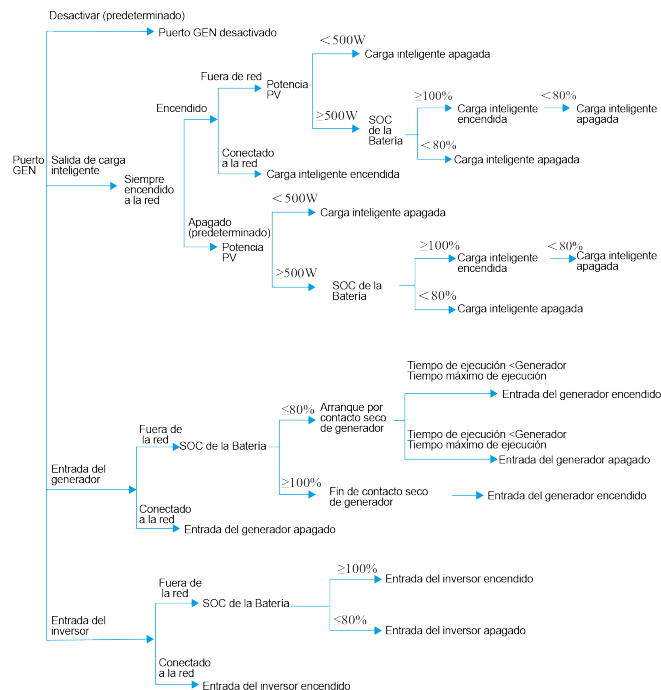 Desactivar (predeterminado)
Puerto GEN desactivado
Puerto
GEN
Salida de carga
inteligente
Siempre
encendido
a la red
Encendido
Fuera de red
Potencia
PV
＜500W
Carga inteligente apagada
≥500W
SOC
de la
Batería
≥100%
Carga inteligente
encendida
＜80%
Carga inteligente
apagada
＜80%
Carga inteligente apagada
Conectado
a la red
Carga inteligente encendida
Apagado
(predeterminado)
Potencia
PV
＜500W
Carga inteligente apagada
≥500W
SOC de la
Batería
≥100%
Carga inteligente
encendida
＜80%
Carga inteligente
apagada
＜80%
Carga inteligente apagada
Entrada del
generador
Fuera de
la red
SOC de la Batería
≤80%
Arranque por
contacto seco
de generador
Tiempo de ejecución <Generador
Tiempo máximo de ejecución
Entrada del generador encendido
Tiempo de ejecución <Generador
Tiempo máximo de ejecución
Entrada del generador apagado
≥100%
Fin de contacto seco
de generador
Entrada del generador encendido
Conectado
a la red
Entrada del generador apagado
Entrada del
inversor
Fuera de
la red
SOC de la Batería
≥100%
Entrada del inversor encendido
<80%
Entrada del inversor apagado
Conectado
a la red
Entrada del inversor encendido